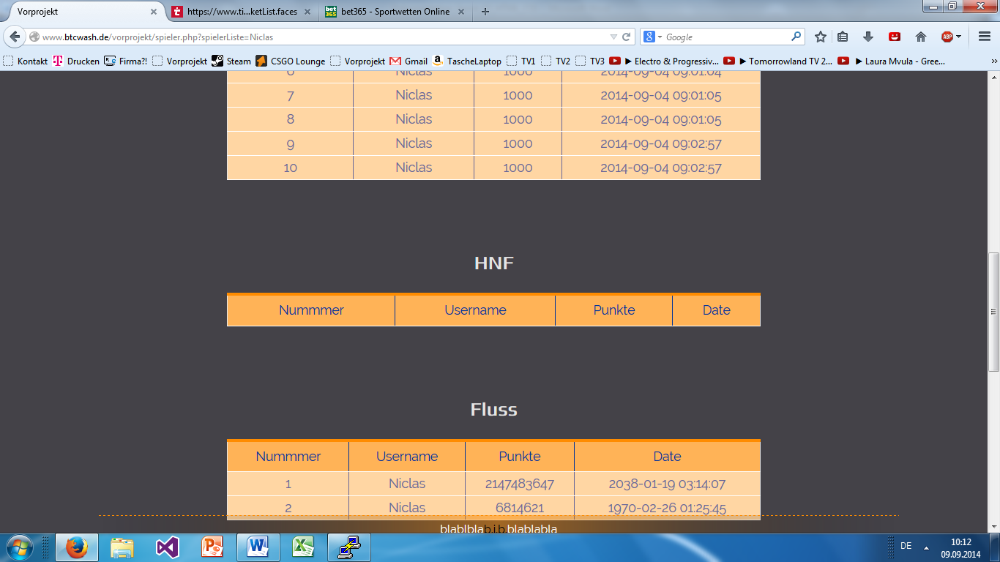 Vorprojekt https://www.ti...ketList.faces bet365 - Sportwetten Online
www.btcwash.de/vorprojekt/spieler.php?spielerListe=Niclas Google
Kontakt Drucken Firma?! Vorprojekt Steam CSGO Lounge Vorprojekt Gmail TascheLaptop TV1 TV2 TV3 ► Electro & Progressiv... ► Tomorrowland TV 2... ► Laura Mvula - Gree... »
6 Niclas 1000 2014-09-04 09:01:04
7 Niclas 1000 2014-09-04 09:01:05
8 Niclas 1000 2014-09-04 09:01:05
9 Niclas 1000 2014-09-04 09:02:57
10 Niclas 1000 2014-09-04 09:02:57
HNF
Nummmer Username Punkte Date
Fluss
Nummmer Username Punkte Date
1 Niclas 2147483647 2038-01-19 03:14:07
2 Niclas 6814621 1970-02-26 01:25:45
blablblab.j.b.blablabla
DE 10:12
09.09.2014